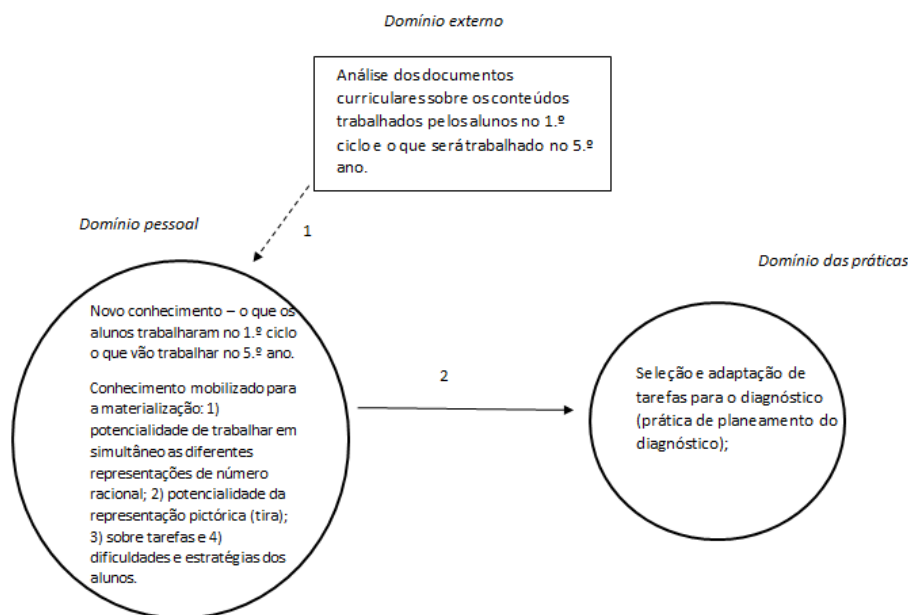 Domínio externo
Análise dos documentos
curriculares sobre os conteúdos
trabalhados pelos alunos no 1.º
ciclo e o que será trabalhado no 5.º
ano.
Domínio pessoal
1
Domínio das práticas
Novo conhecimento – o que os
alunos trabalharam no 1.º ciclo
o que vão trabalhar no 5.º ano.
Conhecimento mobilizado para
a materialização: 1)
potencialidade de trabalhar em
simultâneo as diferentes
representações de número
racional; 2) potencialidade da
representação pictórica (tira);
3) sobre tarefas e 4)
dificuldades e estratégias dos
alunos.
2
Seleção e adaptação de
tarefas para o diagnóstico
(prática de planeamento do
diagnóstico);